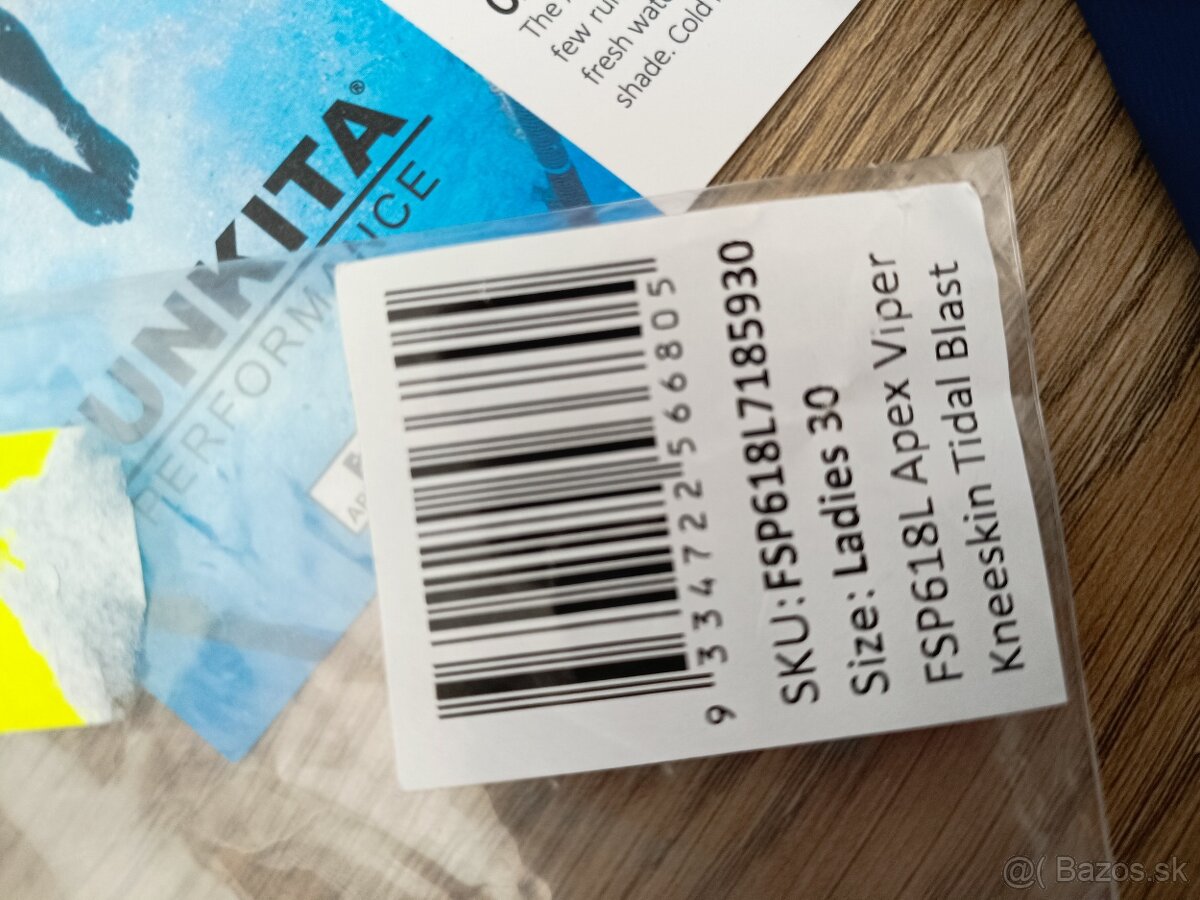 The
few run
fresh wat
shade. Cold
UNKITA®
PERFORMANCE
9 334722 566805
SKU:FSP618L7185930
Size: Ladies 30
FSP618L Apex Viper
Kneeskin Tidal Blast
@( Bazos.sk